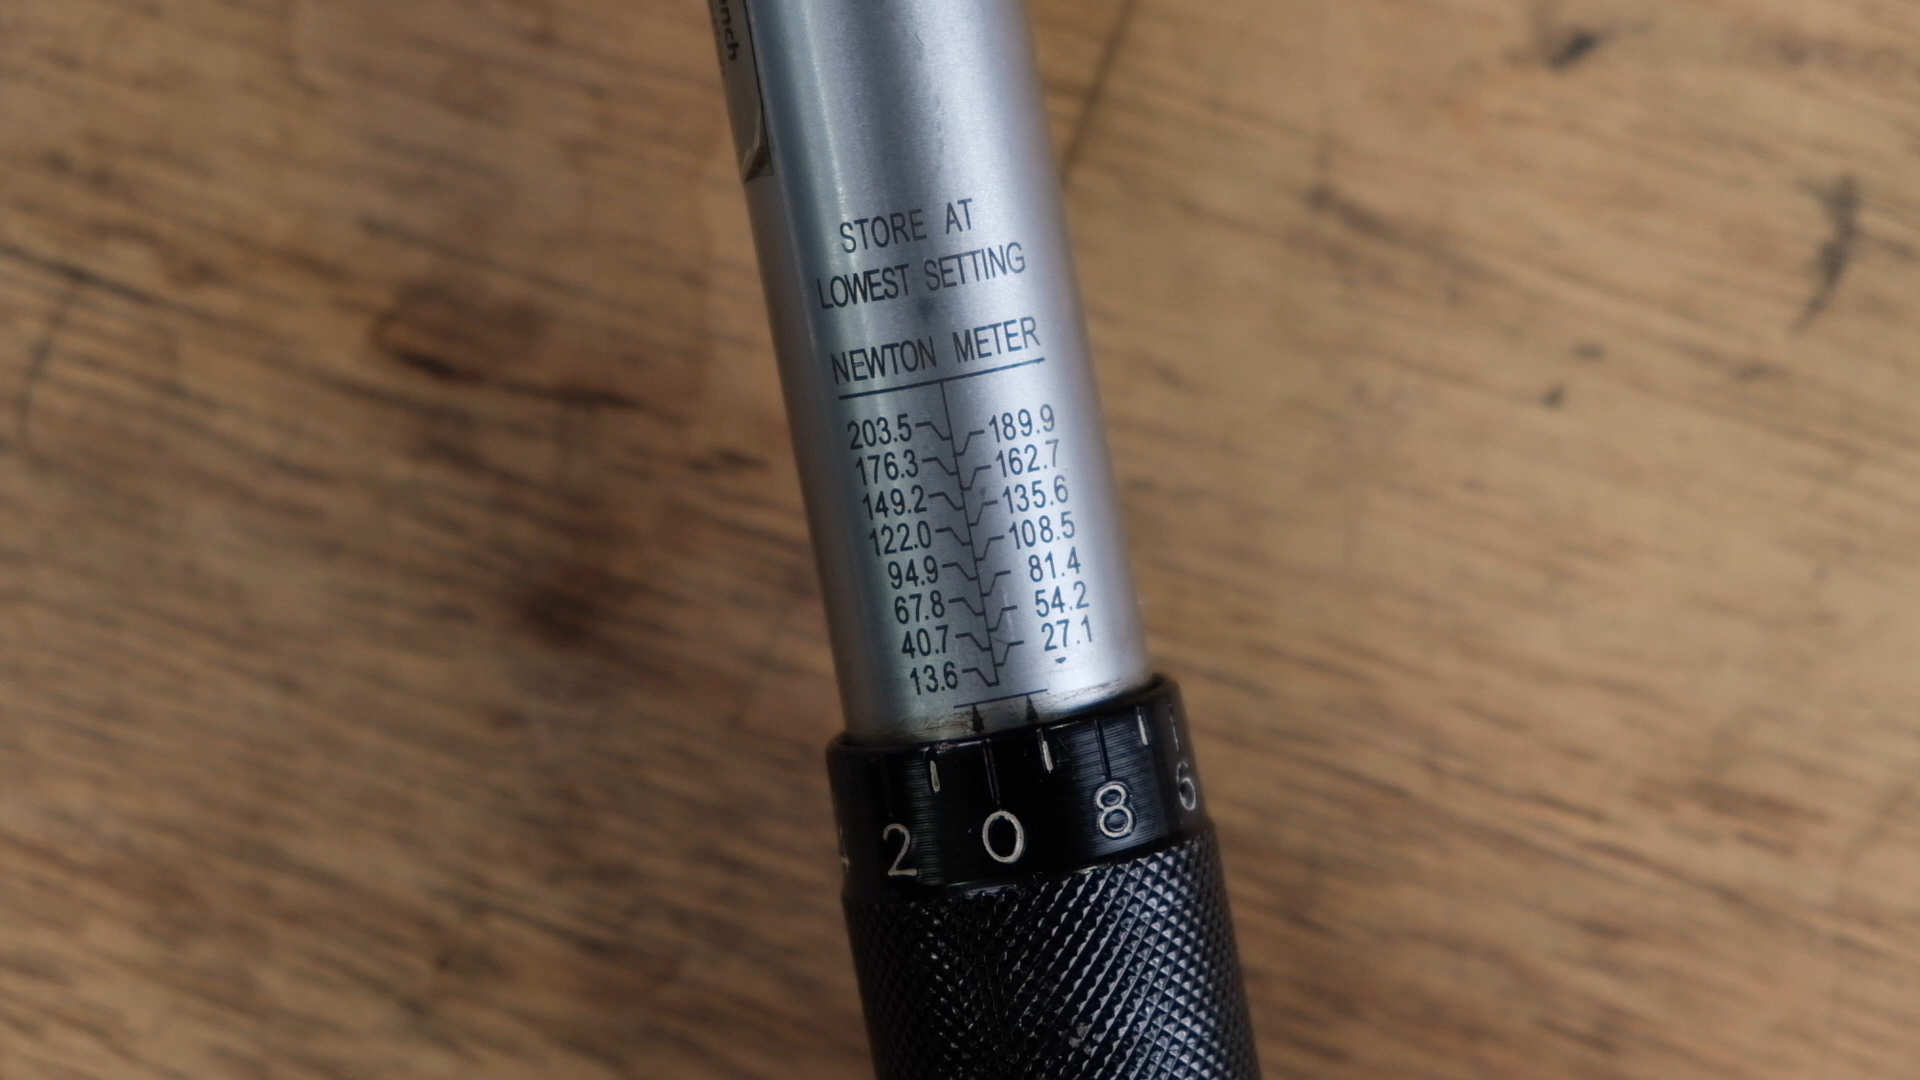 STORE AT
LOWEST SETTING
NEWTON METER
203.5 189.9
176.3 162.7
149.2 135.6
122.0 108.5
94.9 81.4
67.8 54.2
40.7 27.1
13.6
2 0 8 6